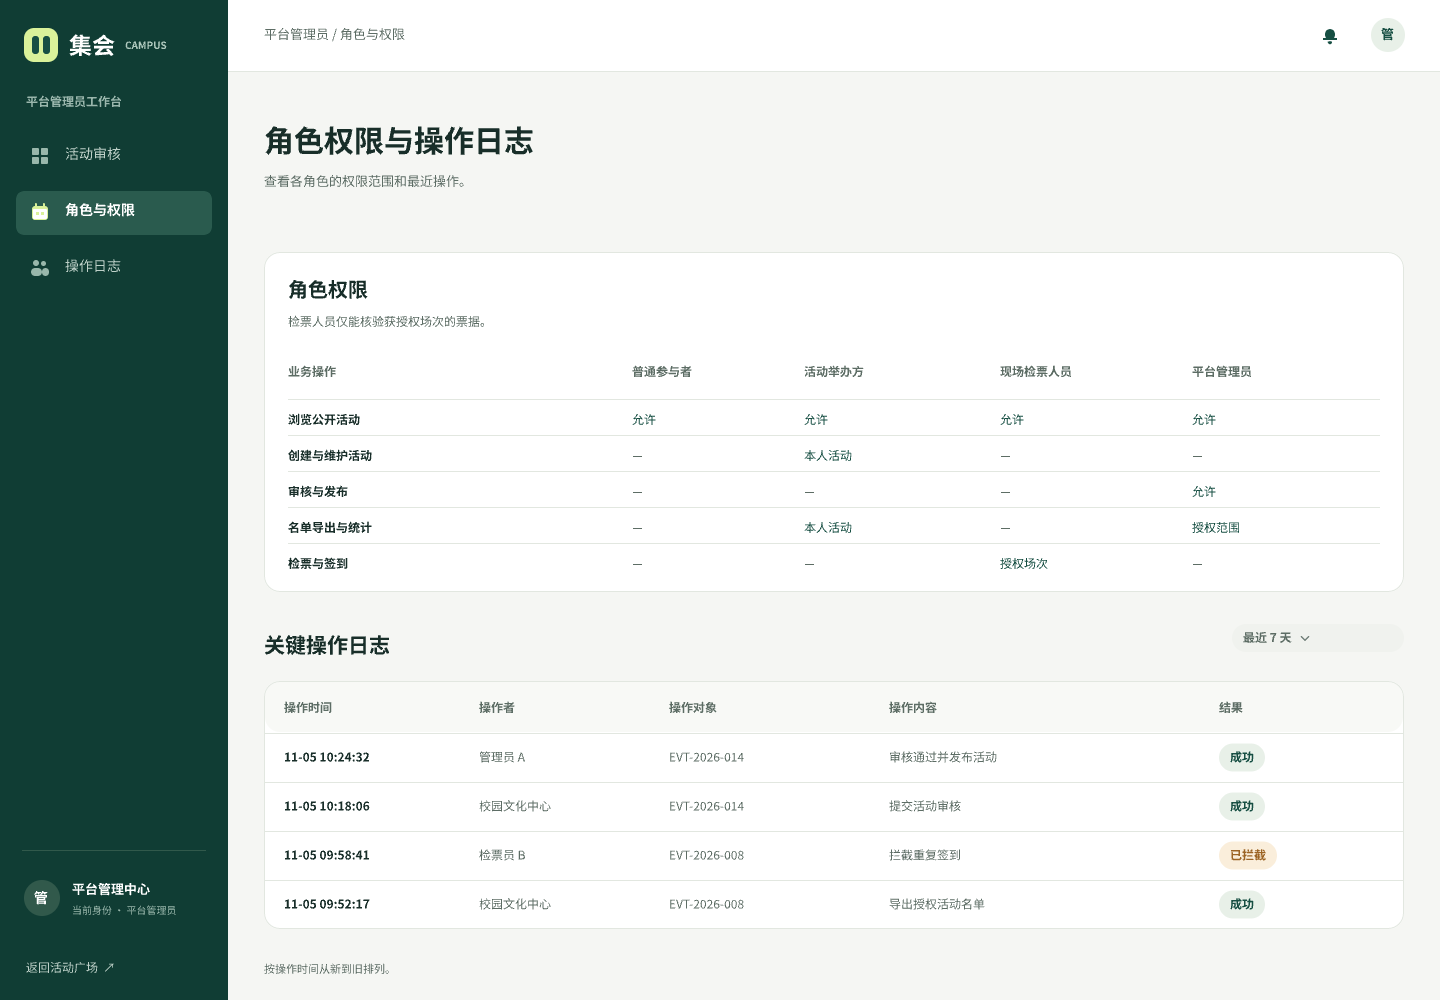 集会 CAMPUS
平台管理员工作台
活动审核
角色与权限
操作日志
平台管理中心
当前身份 · 平台管理员
返回活动广场 ↗
平台管理员 / 角色与权限
管
角色权限与操作日志
查看各角色的权限范围和最近操作。
角色权限
检票人员仅能核验获授权场次的票据。
业务操作 普通参与者 活动举办方 现场检票人员 平台管理员
浏览公开活动 允许 允许 允许 允许
创建与维护活动 — 本人活动 — —
审核与发布 — — — 允许
名单导出与统计 — 本人活动 — 授权范围
检票与签到 — — 授权场次 —
关键操作日志
最近 7 天
操作时间 操作者 操作对象 操作内容 结果
11-05 10:24:32 管理员 A EVT-2026-014 审核通过并发布活动 成功
11-05 10:18:06 校园文化中心 EVT-2026-014 提交活动审核 成功
11-05 09:58:41 检票员 B EVT-2026-008 拦截重复签到 已拦截
11-05 09:52:17 校园文化中心 EVT-2026-008 导出授权活动名单 成功
管
按操作时间从新到旧排列。